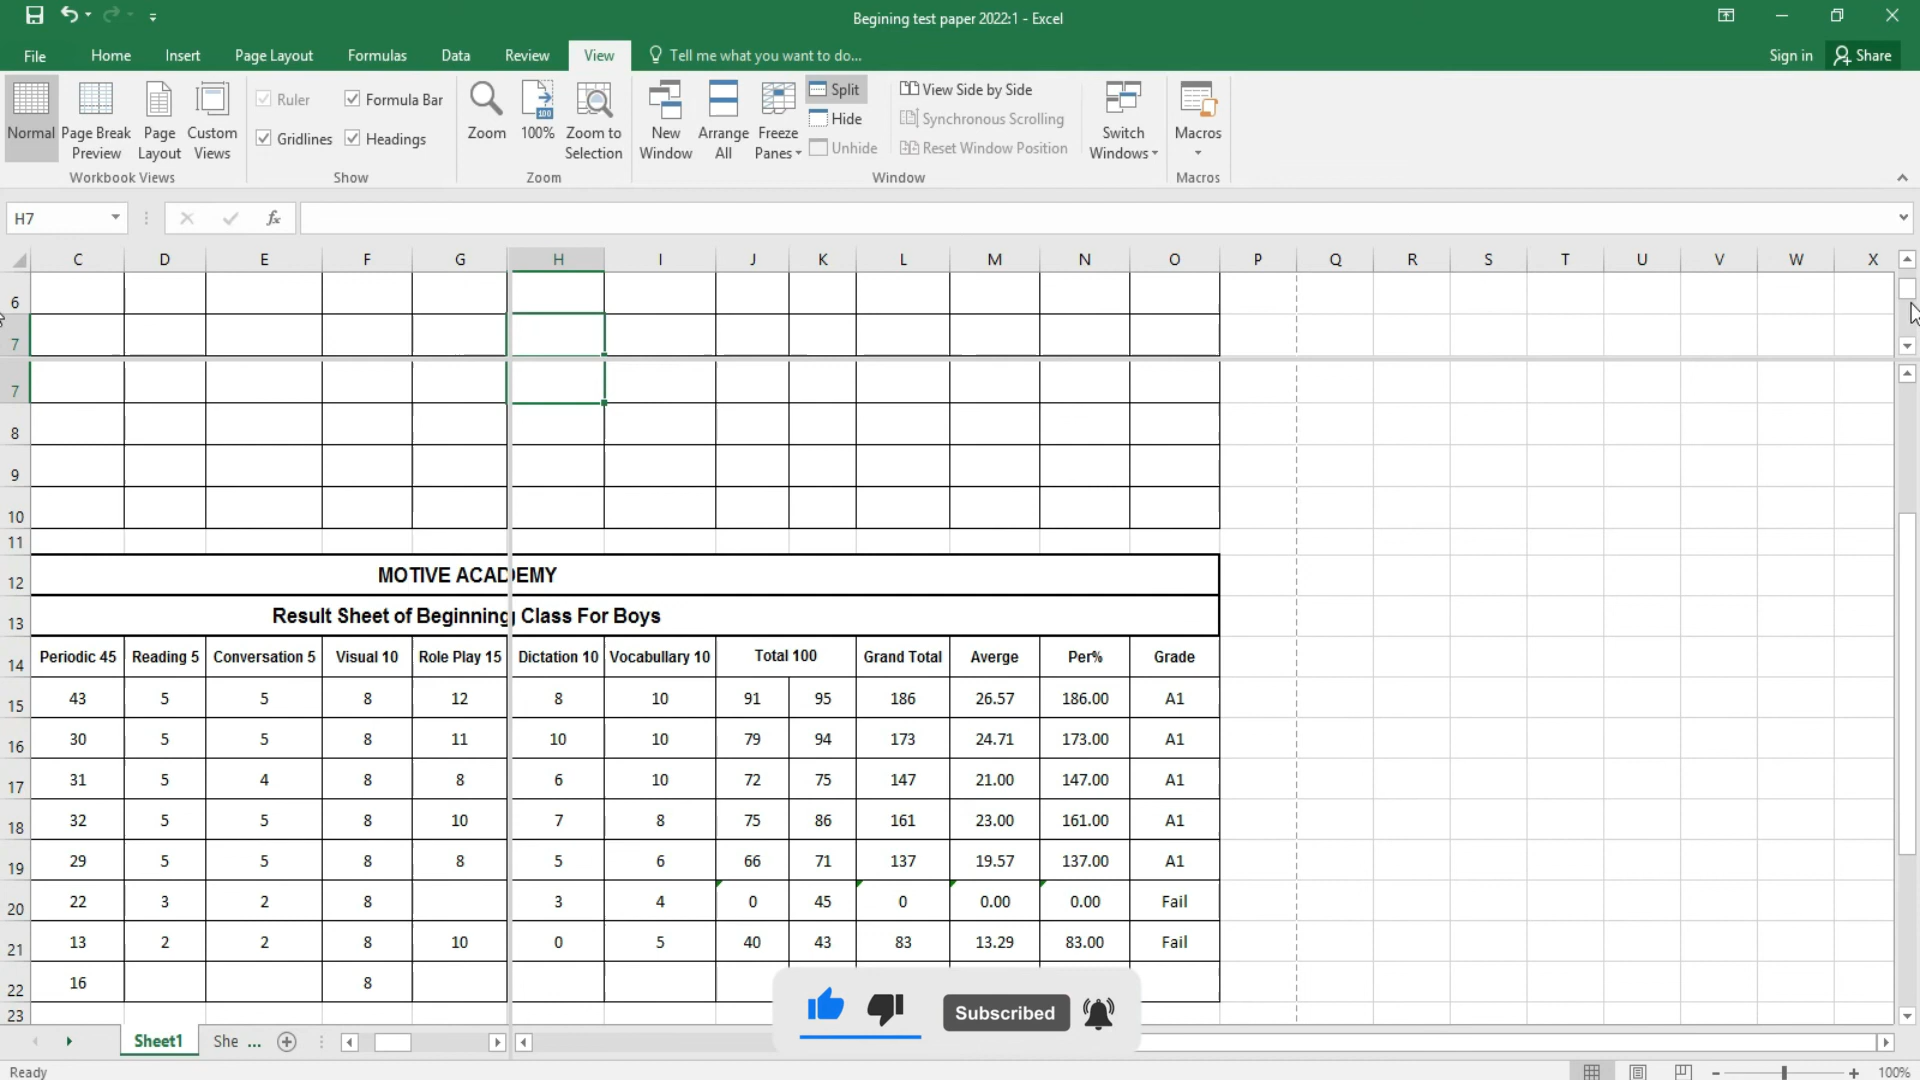 Begining test paper 2022:1 - Excel
File Home Insert Page Layout Formulas Data Review View Tell me what you want to do... Sign in Share
Normal Page Break Preview Page Layout Custom Views
Workbook Views
Ruler Formula Bar
Gridlines Headings
Show
Zoom 100% Zoom to Selection
100
Zoom
New Window Arrange All Freeze Panes
Split
Hide
Unhide
View Side by Side
Synchronous Scrolling
Reset Window Position
Switch Windows
Window
Macros
Macros
H7 fx
C D E F G H I J K L M N O P Q R S T U V W X
6
7
7
8
9
10
11
12 MOTIVE ACADEMY
13 Result Sheet of Beginning Class For Boys
14 Periodic 45 Reading 5 Conversation 5 Visual 10 Role Play 15 Dictation 10 Vocabullary 10 Total 100 Grand Total Averge Per% Grade
15 43 5 5 8 12 8 10 91 95 186 26.57 186.00 A1
16 30 5 5 8 11 10 10 79 94 173 24.71 173.00 A1
17 31 5 4 8 8 6 10 72 75 147 21.00 147.00 A1
18 32 5 5 8 10 7 8 75 86 161 23.00 161.00 A1
19 29 5 5 8 8 5 6 66 71 137 19.57 137.00 A1
20 22 3 2 8 3 4 0 45 0 0.00 0.00 Fail
21 13 2 2 8 10 0 5 40 43 83 13.29 83.00 Fail
22 16 8
23
Subscribed
Sheet1 She ...
Ready 100%